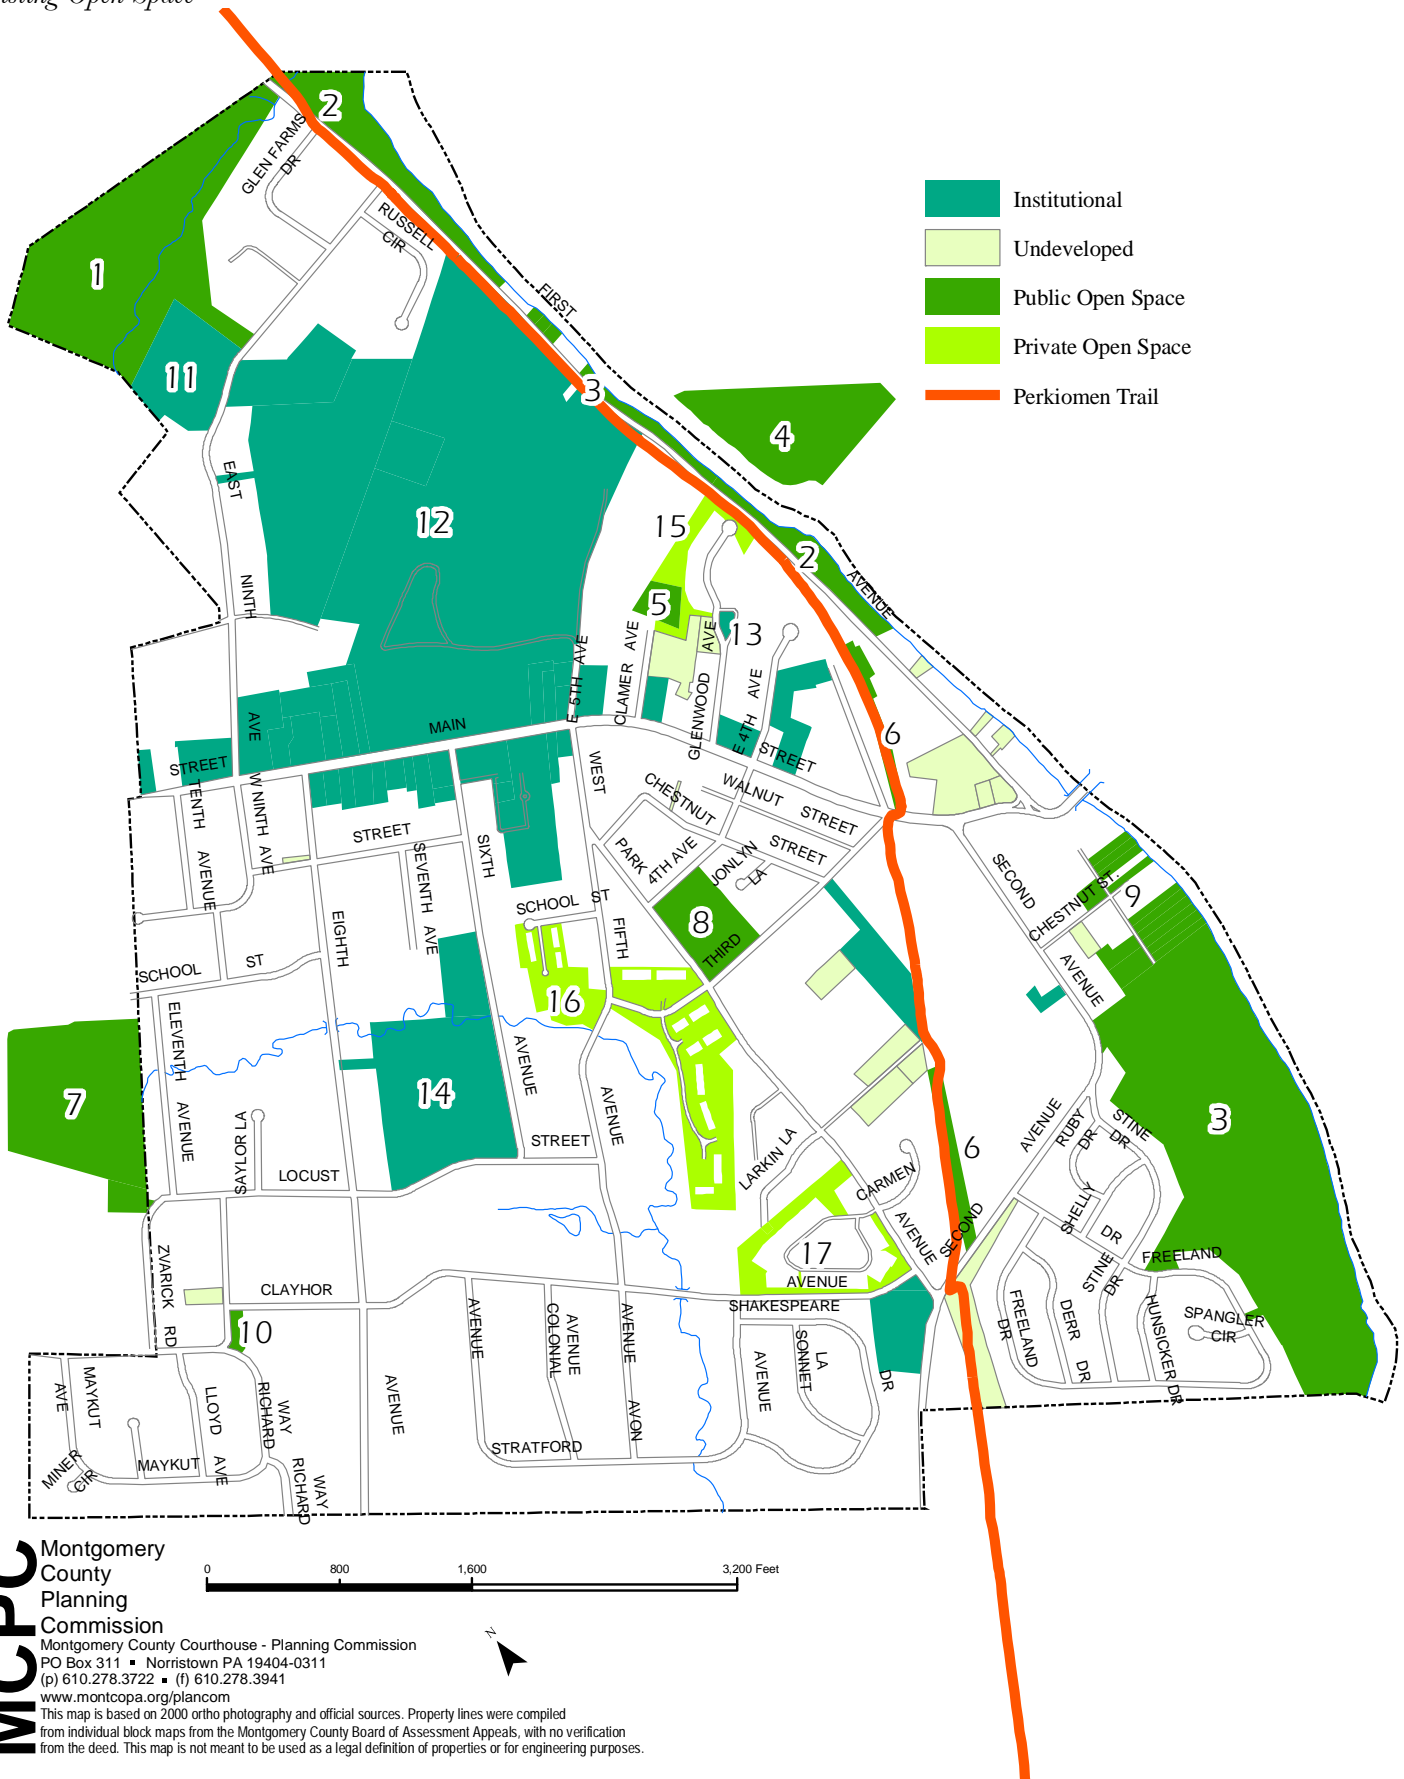 Open Space
2
GLEN FARMS
DR
RUSSELL
CIR
1
FIRST
11
3
4
EAST
12
15
2
AVENUE
NINTH
5
13
CLAMER AVE
AVE
GLENWOOD
E 5TH AVE
E 4TH AVE
6
AVE
MAIN
STREET
STREET
TENTH
AVENUE
W NINTH AVE
STREET
SEVENTH AVE
SIXTH
WEST
CHESTNUT
WALNUT
STREET
STREET
PARK
4TH AVE
JONLYN
LA
SECOND
CHESTNUT ST.
9
SCHOOL ST
FIFTH
8
THIRD
EIGHTH
SCHOOL ST
16
AVENUE
ELEVENTH
AVENUE
7
14
AVENUE
AVENUE
STREET
LOCUST
SAYLOR LA
LARKIN LA
CARMEN
AVENUE
6
SECOND
AVENUE
RUBY
DR
STINE
DR
3
SHELLY
DR
STINE
DR
FREELAND
17
AVENUE
SHAKESPEARE
ZVARICK
RD
CLAYHOR
10
AVENUE
COLONIAL
AVENUE
AVENUE
AVON
AVENUE
SONNET
LA
DR
FREELAND
DR
DERR
DR
HUNSICKER DR
SPANGLER
CIR
AVE
MAYKUT
LLOYD
AVE
RICHARD
WAY
AVENUE
STRATFORD
MINER
CIR
MAYKUT
RICHARD
WAY
Institutional
Undeveloped
Public Open Space
Private Open Space
Perkiomen Trail
MCPC
Montgomery
County
Planning
Commission
Montgomery County Courthouse - Planning Commission
PO Box 311 ▪ Norristown PA 19404-0311
(p) 610.278.3722 ▪ (f) 610.278.3941
www.montcopa.org/plancom
This map is based on 2000 ortho photography and official sources. Property lines were compiled
from individual block maps from the Montgomery County Board of Assessment Appeals, with no verification
from the deed. This map is not meant to be used as a legal definition of properties or for engineering purposes.
0 800 1,600 3,200 Feet
N